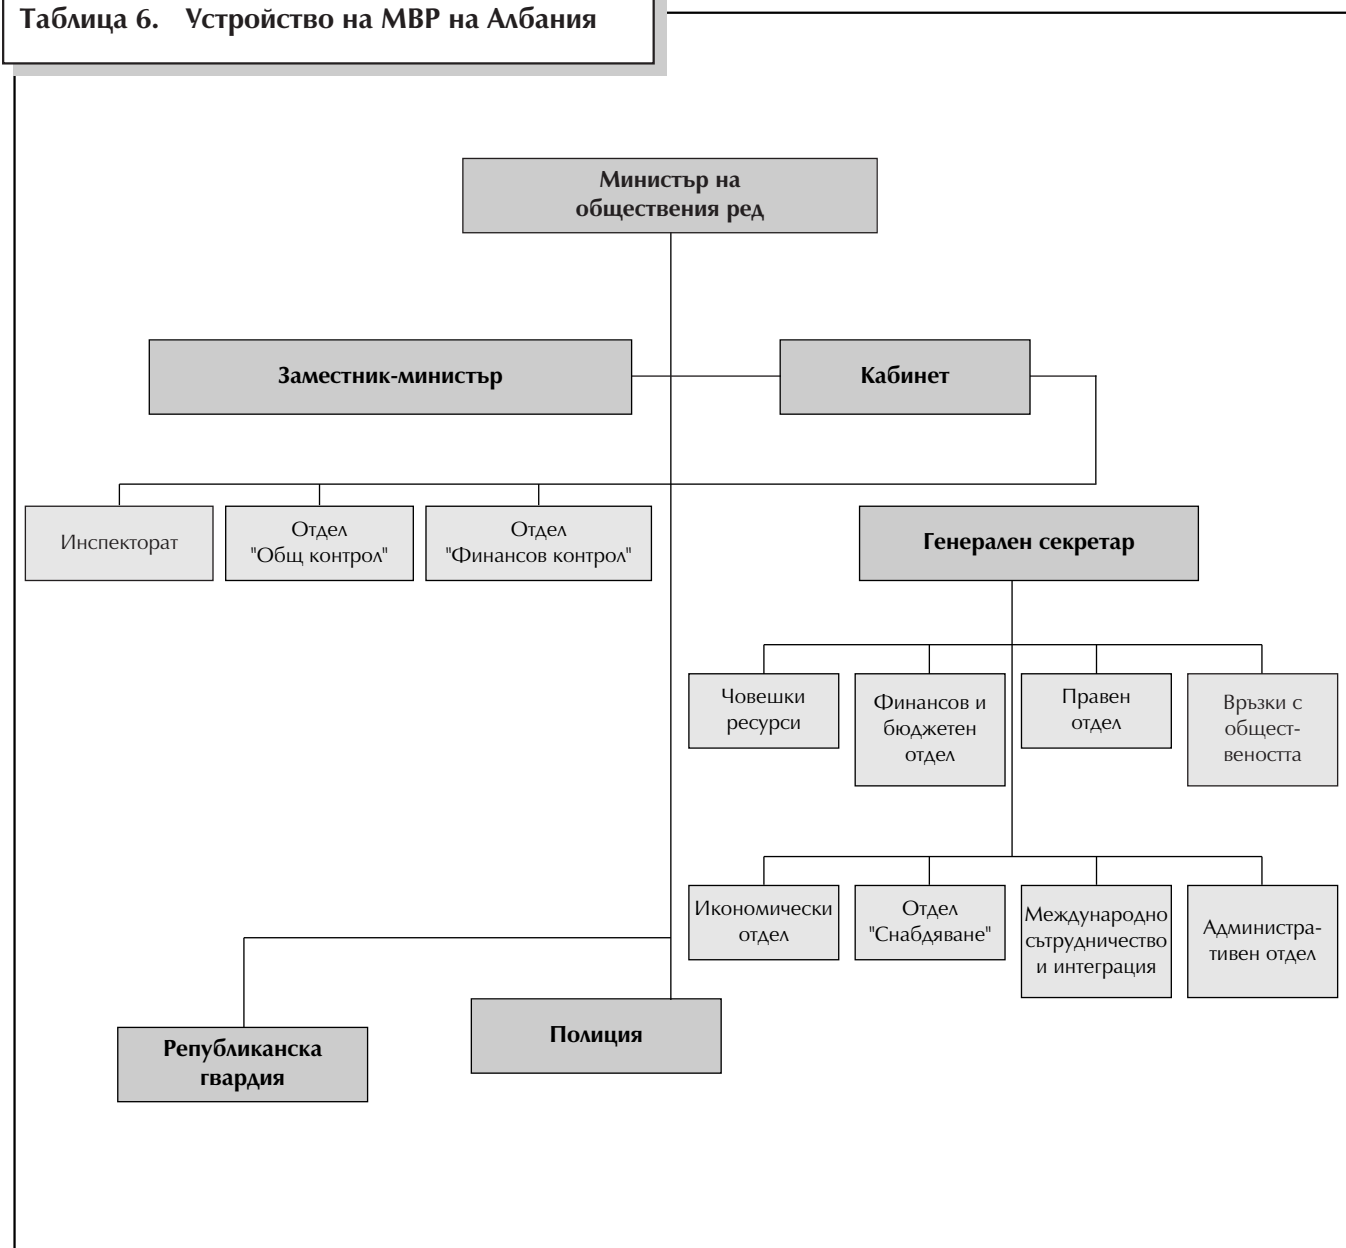 Таблица 6. Устройство на МВР на Албания
Министър на
обществения ред
Заместник-министър
Кабинет
Инспекторат
Отдел
"Общ контрол"
Отдел
"Финансов контрол"
Генерален секретар
Човешки
ресурси
Финансов и
бюджетен
отдел
Правен
отдел
Връзки с
общест-
веността
Икономически
отдел
Отдел
"Снабдяване"
Международно
сътрудничество
и интеграция
Администра-
тивен отдел
Републиканска
гвардия
Полиция